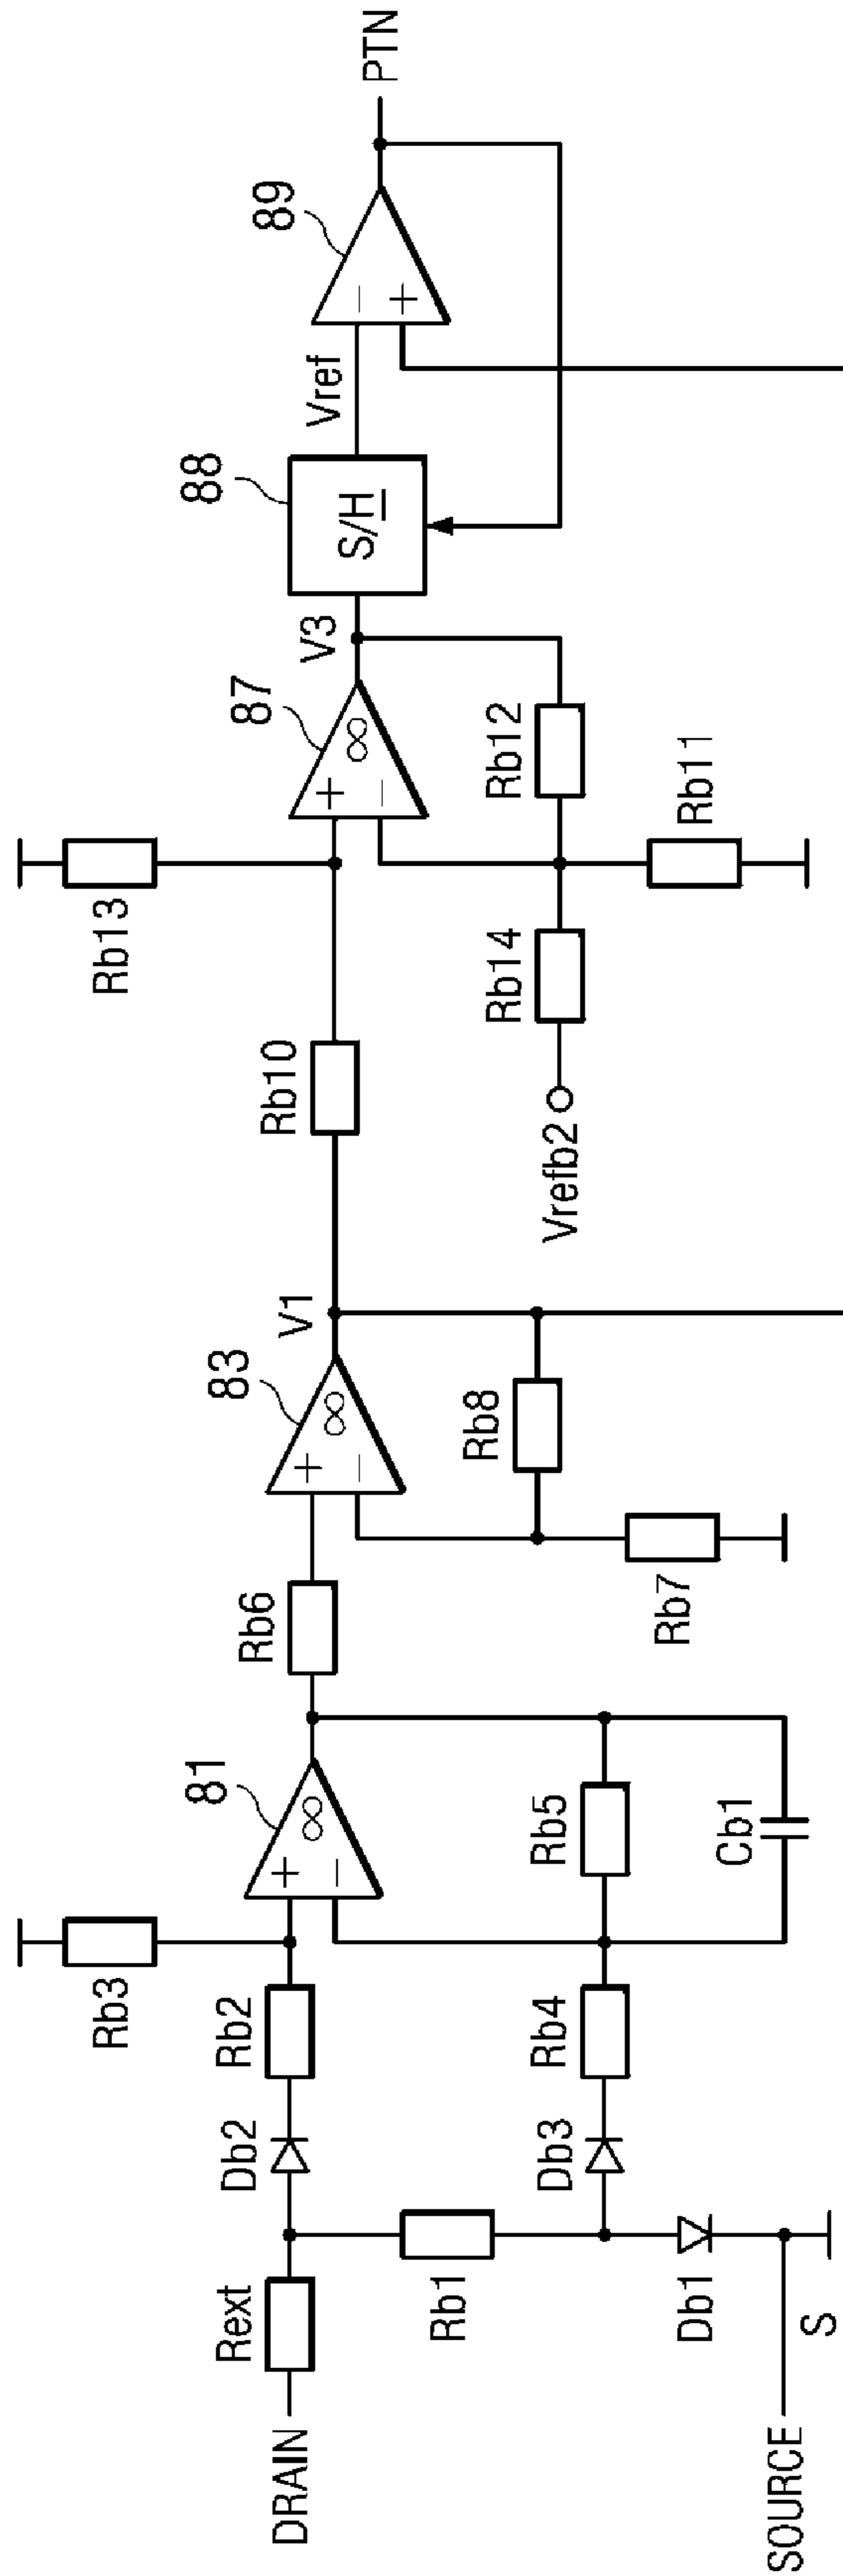 DRAIN
SOURCE
S
Rext
Rb1
Db1
Db2
Db3
Rb2
Rb3
Rb4
+
−
∞
81
Rb5
Cb1
Rb6
+
−
∞
83
Rb7
Rb8
V1
Rb10
Rb13
Vrefb2
Rb14
Rb11
Rb12
+
−
∞
87
V3
S/H
88
Vref
−
+
89
PTN